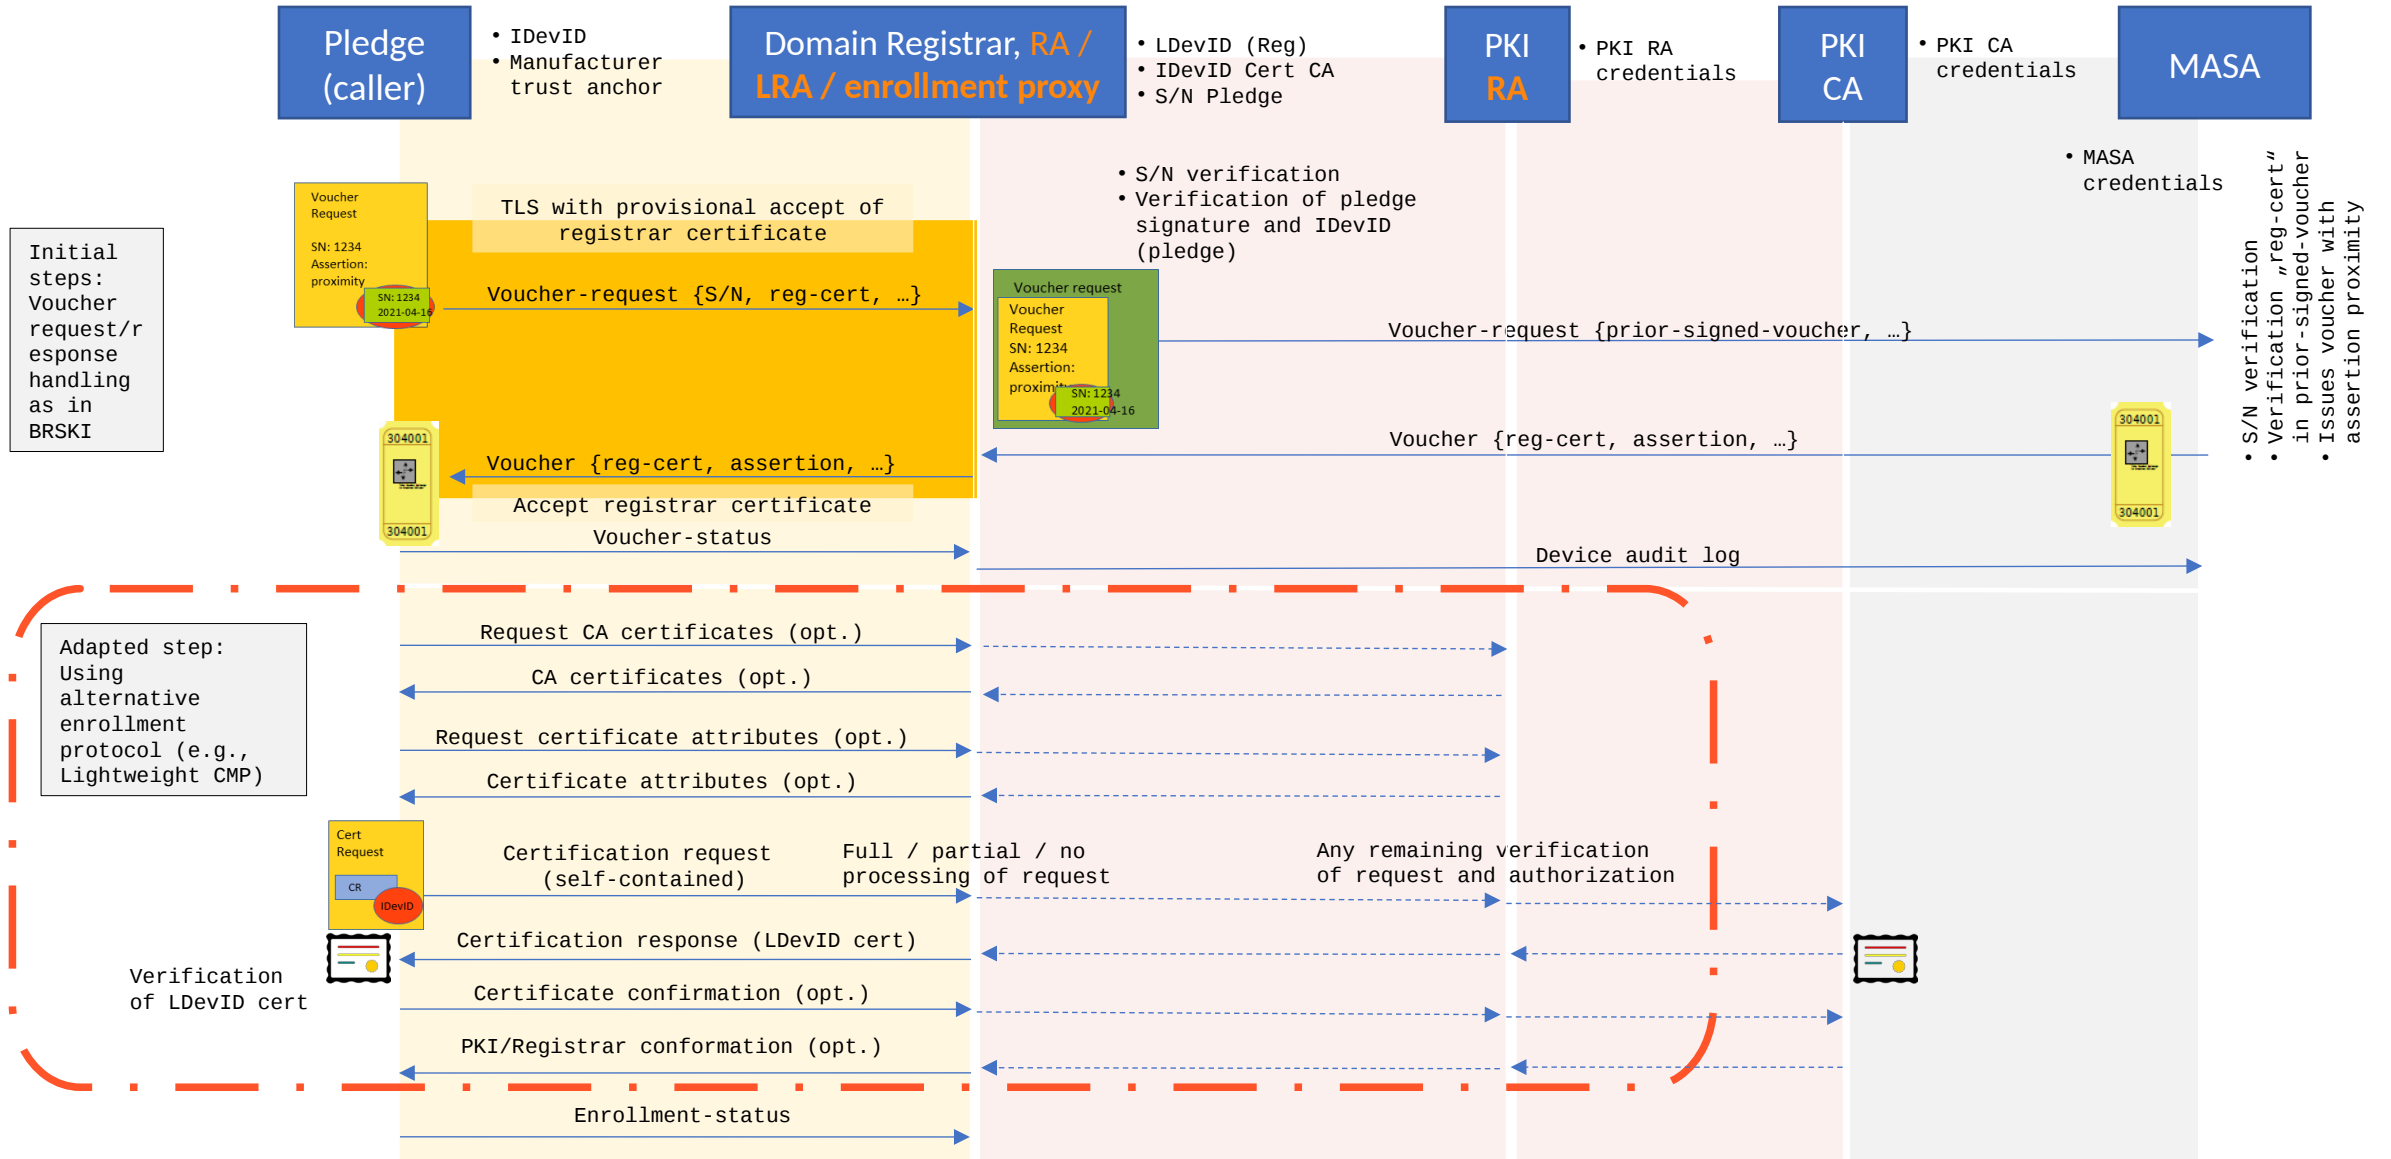 Pledge
(caller)
• IDevID
• Manufacturer
trust anchor
Domain Registrar, RA /
LRA / enrollment proxy
• LDevID (Reg)
• IDevID Cert CA
• S/N Pledge
PKI
RA
• PKI RA
credentials
PKI
CA
• PKI CA
credentials
MASA
• MASA
credentials
• S/N verification
• Verification „reg-cert“
in prior-signed-voucher
• Issues voucher with
assertion proximity
Initial
steps:
Voucher
request/r
esponse
handling
as in
BRSKI
Voucher
Request
SN: 1234
Assertion:
proximity
SN: 1234
2021-04-16
TLS with provisional accept of
registrar certificate
Voucher-request {S/N, reg-cert, …}
• S/N verification
• Verification of pledge
signature and IDevID
(pledge)
Voucher request
Voucher
Request
SN: 1234
Assertion:
proximity
SN: 1234
2021-04-16
Voucher-request {prior-signed-voucher, …}
304001
304001
Voucher {reg-cert, assertion, …}
304001
304001
Voucher {reg-cert, assertion, …}
Accept registrar certificate
Voucher-status
Device audit log
Adapted step:
Using
alternative
enrollment
protocol (e.g.,
Lightweight CMP)
Request CA certificates (opt.)
CA certificates (opt.)
Request certificate attributes (opt.)
Certificate attributes (opt.)
Cert
Request
CR
IDevID
Certification request
(self-contained)
Full / partial / no
processing of request
Any remaining verification
of request and authorization
Certification response (LDevID cert)
Verification
of LDevID cert
Certificate confirmation (opt.)
PKI/Registrar conformation (opt.)
Enrollment-status